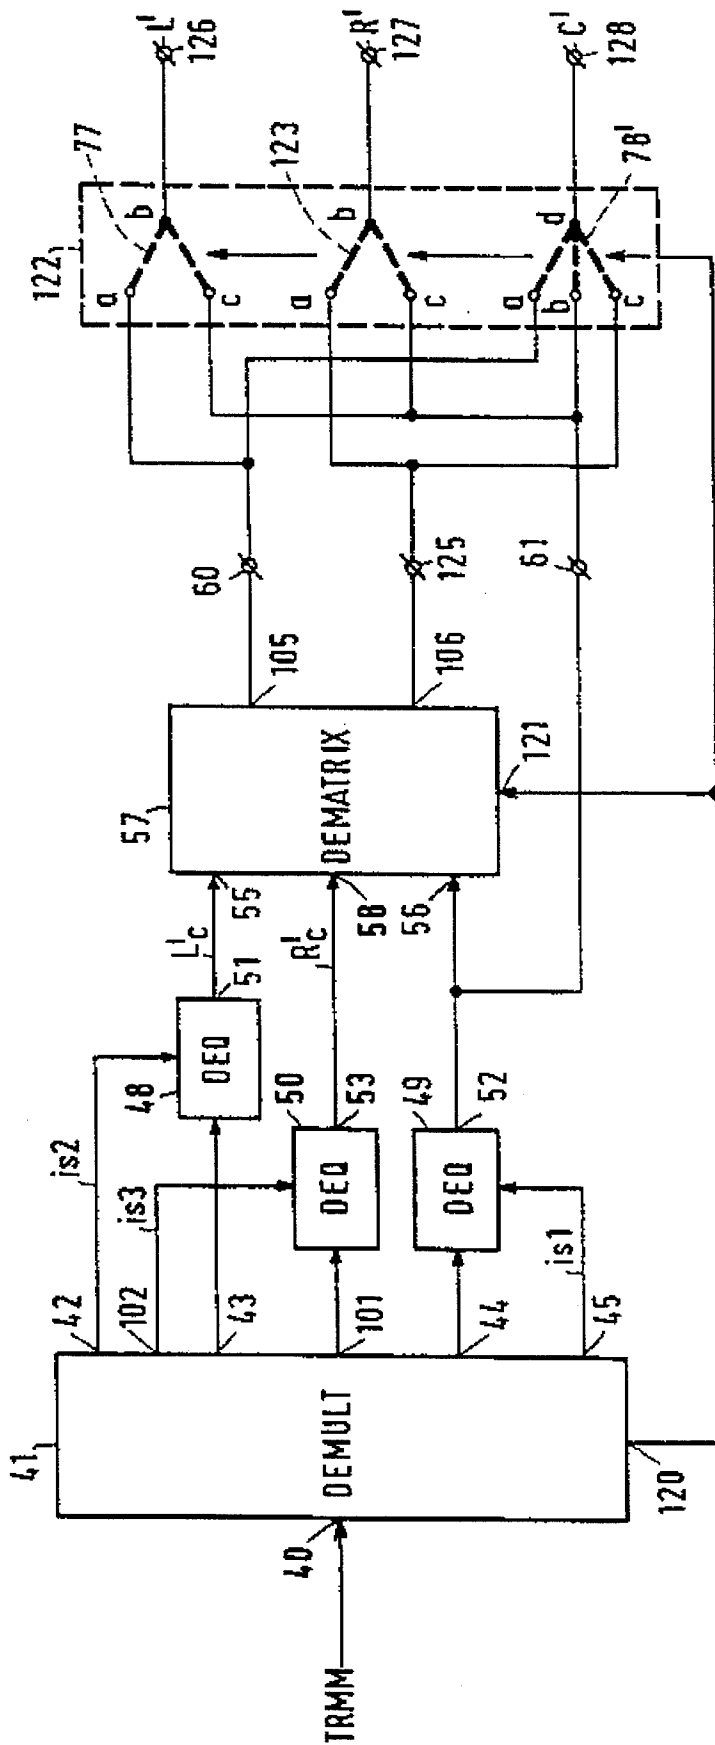 TRMM
40
41
DEMULT
120
42
102
43
101
44
45
is2
is3
is1
48
DEQ
51
50
DEQ
53
49
DEQ
52
L'c
R'c
55
58
56
57
DEMATRIX
121
105
106
60
125
61
122
77
a
b
c
123
a
b
c
78'
a
b
c
d
L'
126
R'
127
C'
128